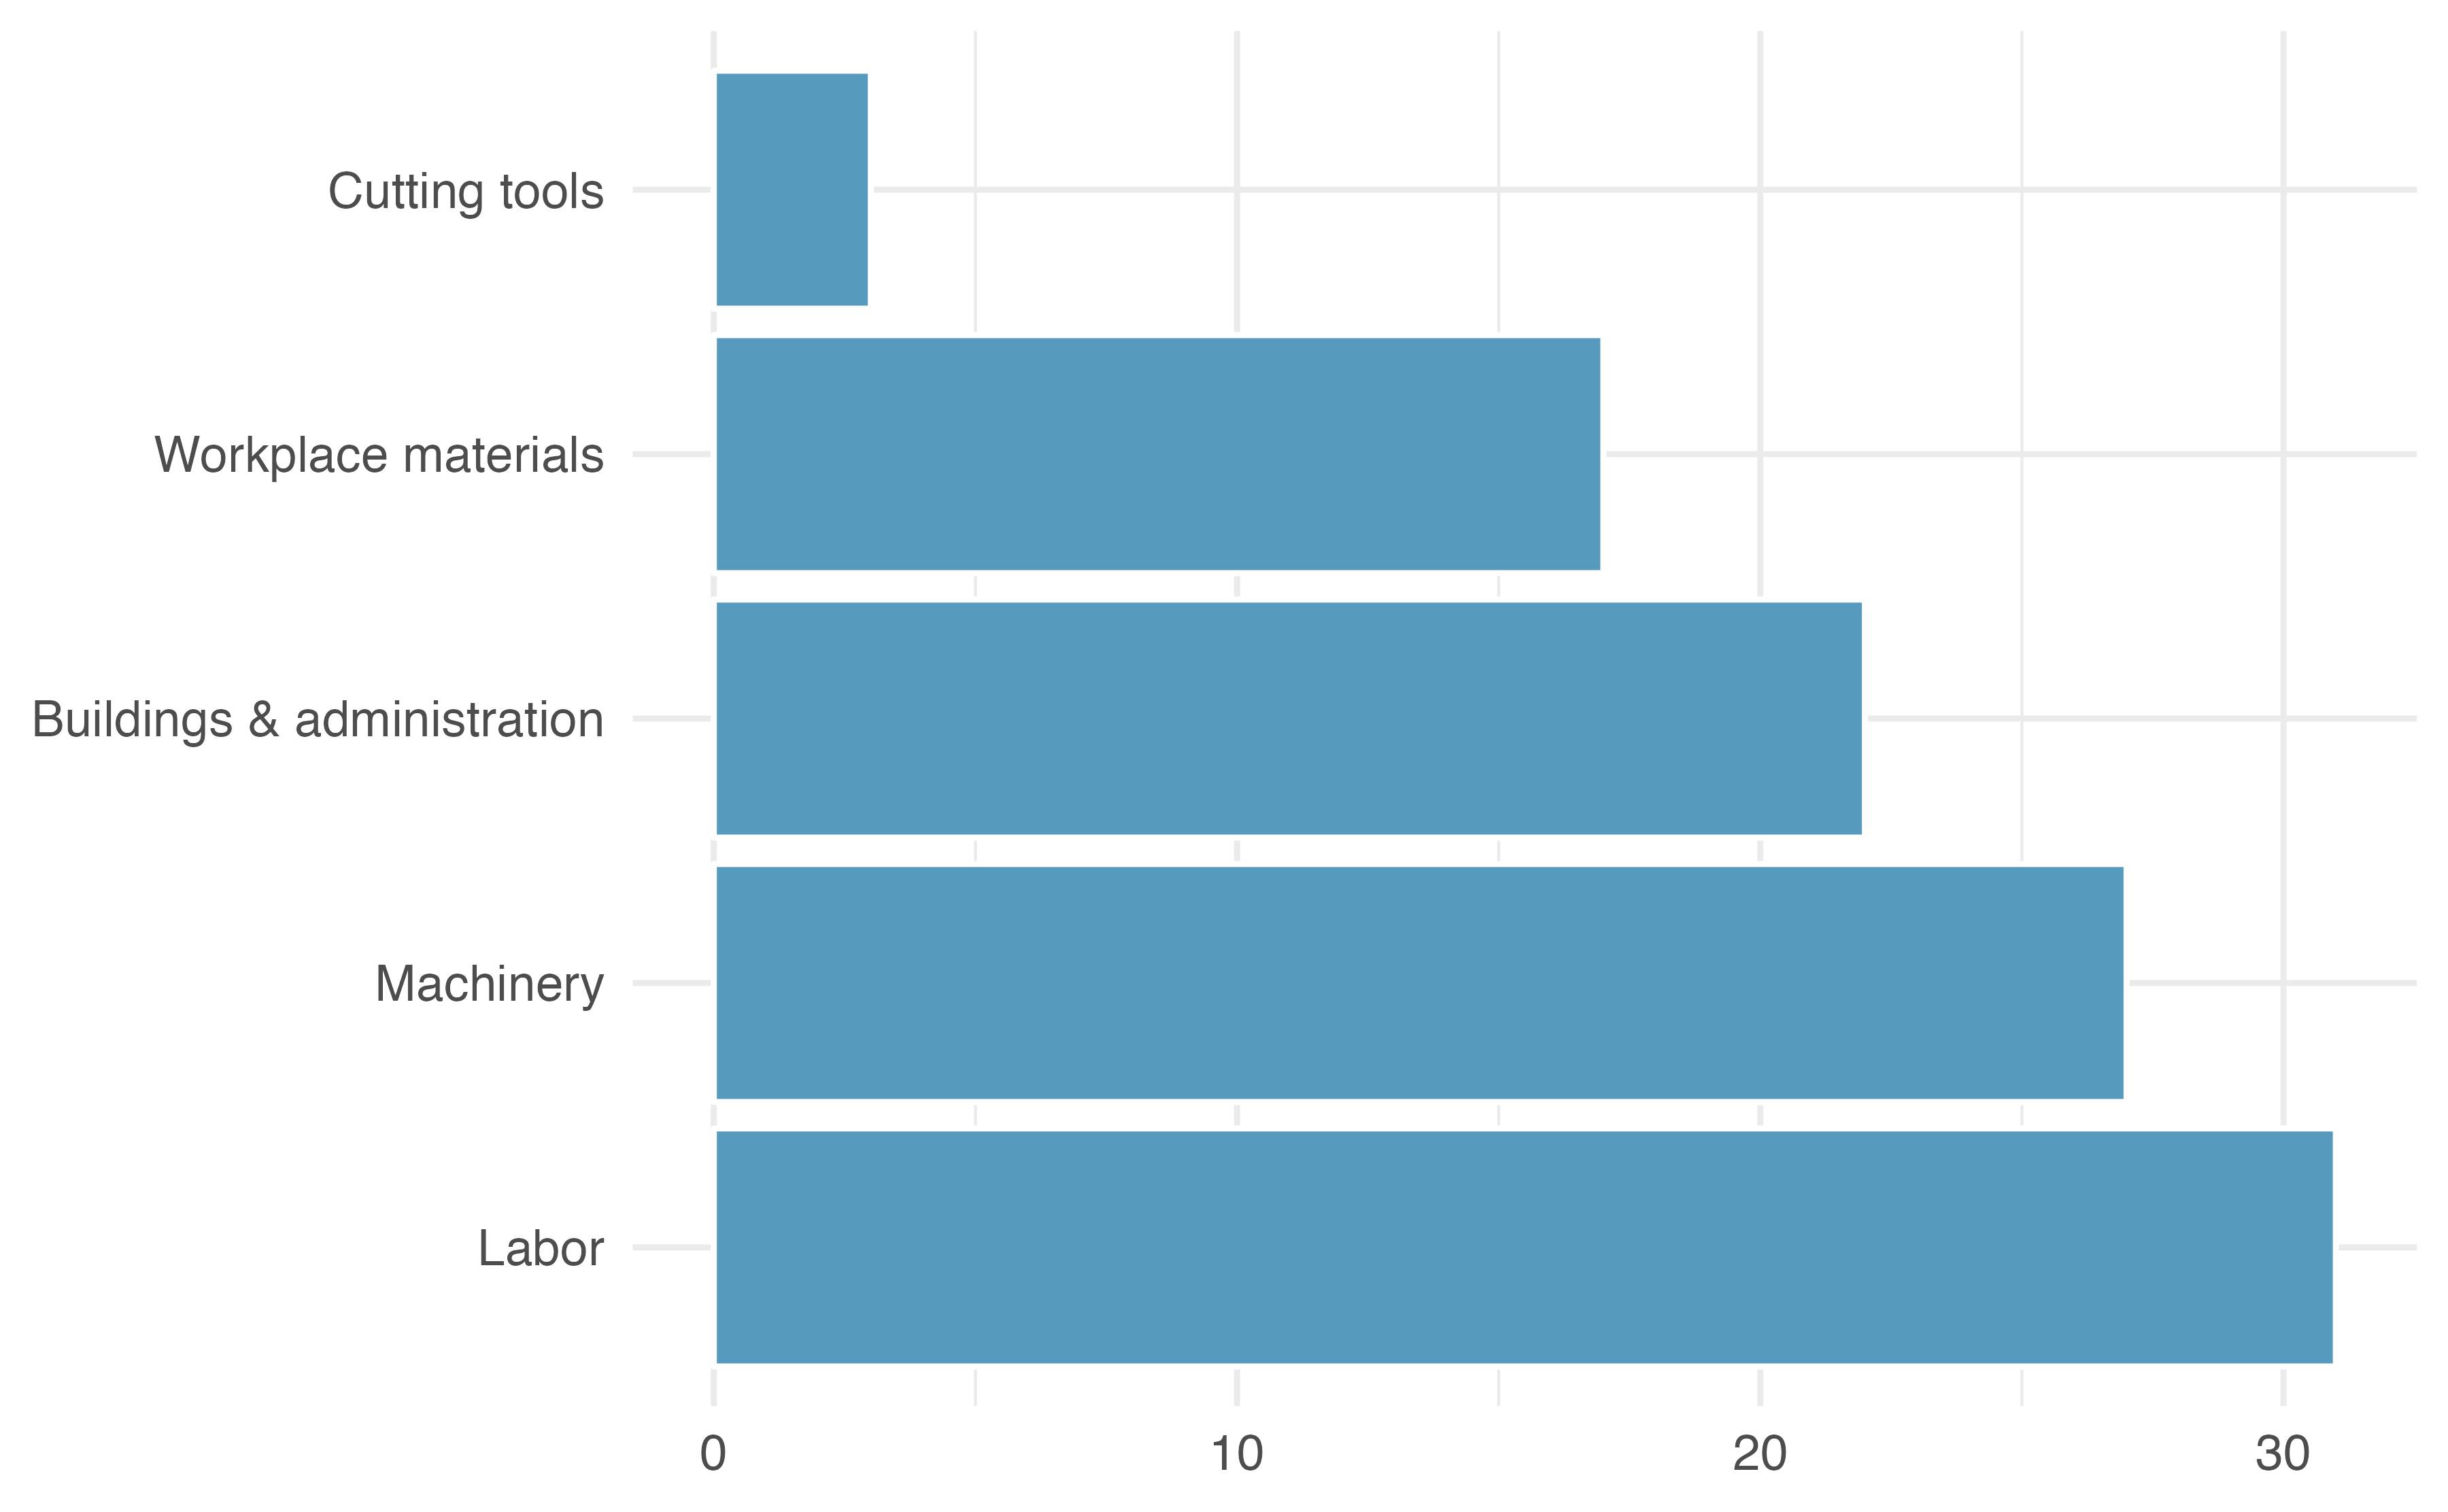 Cutting tools
Workplace materials
Buildings & administration
Machinery
Labor
0 10 20 30